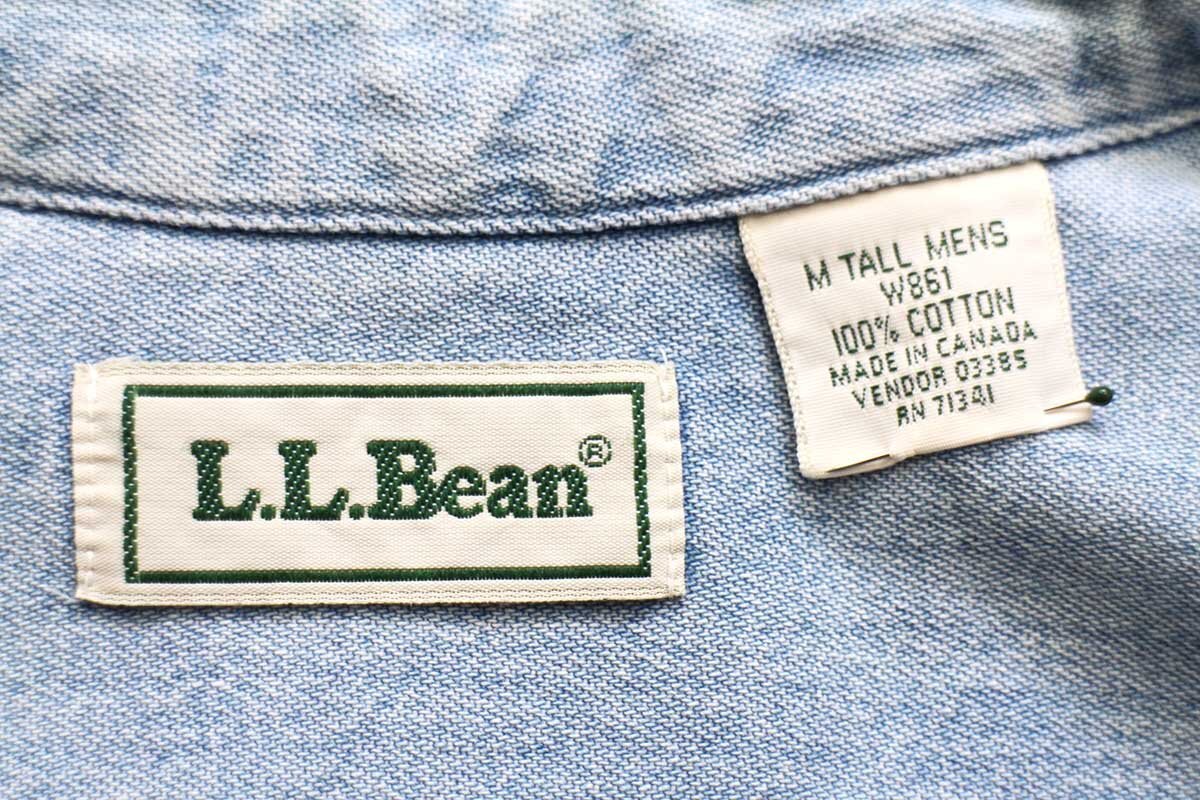 L.L.Bean®
M TALL MENS
W861
100% COTTON
MADE IN CANADA
VENDOR 03385
RN 71341